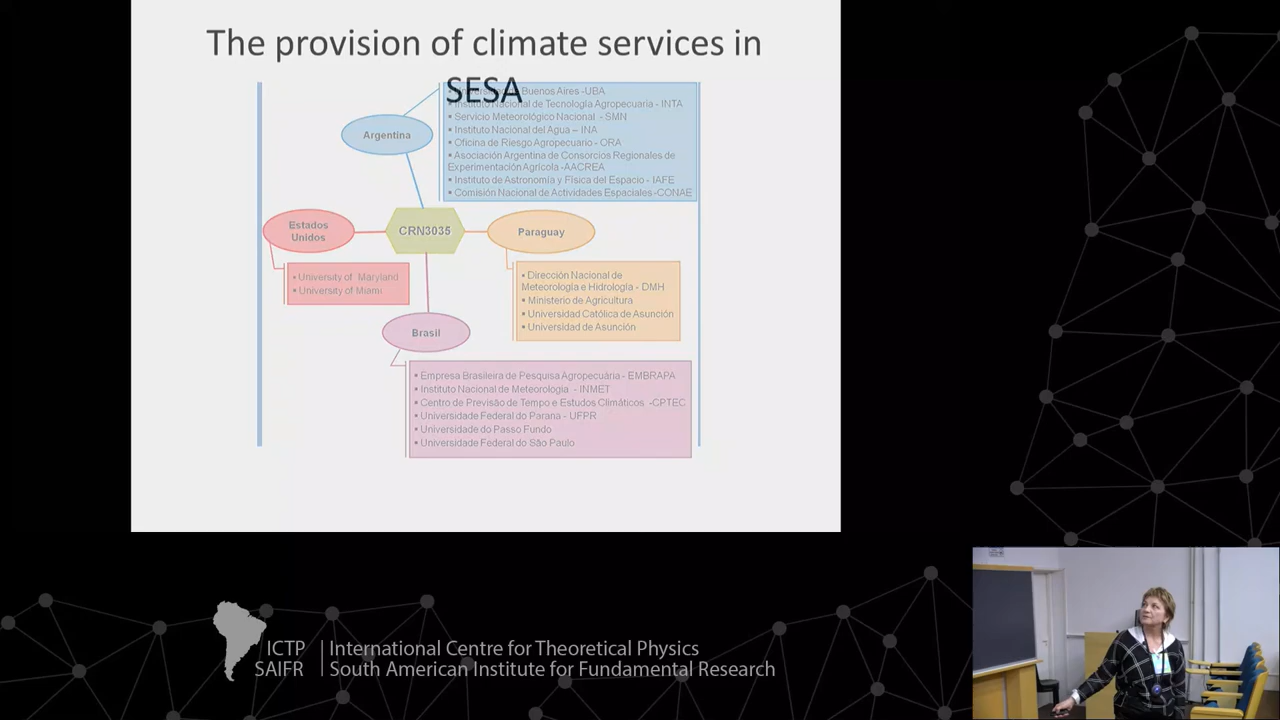 The provision of climate services in
SESA
Buenos Aires -UBA
Instituto Nacional de Tecnología Agropecuaria - INTA
▪ Servicio Meteorológico Nacional - SMN
▪ Instituto Nacional del Agua – INA
▪ Oficina de Riesgo Agropecuario - ORA
▪ Asociación Argentina de Consorcios Regionales de
Experimentación Agrícola -AACREA
▪ Instituto de Astronomía y Física del Espacio - IAFE
▪ Comisión Nacional de Actividades Espaciales -CONAE
Argentina
Estados
Unidos
CRN3035
Paraguay
▪ University of Maryland
▪ University of Miami
▪ Dirección Nacional de
Meteorología e Hidrología - DMH
▪ Ministerio de Agricultura
▪ Universidad Católica de Asunción
▪ Universidad de Asunción
Brasil
▪ Empresa Brasileira de Pesquisa Agropecuária - EMBRAPA
▪ Instituto Nacional de Meteorologia - INMET
▪ Centro de Previsão de Tempo e Estudos Climáticos -CPTEC
▪ Universidade Federal do Parana - UFPR
▪ Universidade do Passo Fundo
▪ Universidade Federal do São Paulo
ICTP
SAIFR
International Centre for Theoretical Physics
South American Institute for Fundamental Research